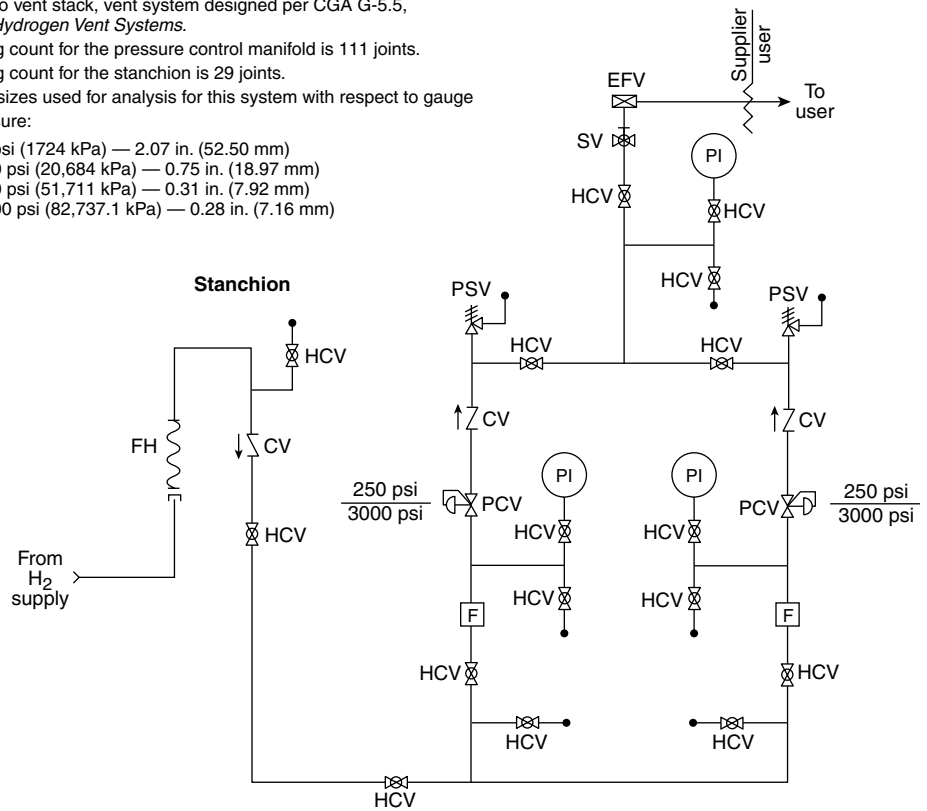 o vent stack, vent system designed per CGA G-5.5,
Hydrogen Vent Systems.
g count for the pressure control manifold is 111 joints.
g count for the stanchion is 29 joints.
sizes used for analysis for this system with respect to gauge
sure:
psi (1724 kPa) — 2.07 in. (52.50 mm)
0 psi (20,684 kPa) — 0.75 in. (18.97 mm)
0 psi (51,711 kPa) — 0.31 in. (7.92 mm)
00 psi (82,737.1 kPa) — 0.28 in. (7.16 mm)
Supplier
user
EFV
To
user
SV
PI
HCV
HCV
HCV
Stanchion
PSV
PSV
HCV
HCV
HCV
FH
CV
CV
CV
PI
PI
250 psi
3000 psi
PCV
PCV
250 psi
3000 psi
HCV
HCV
HCV
From
H2
supply
HCV
HCV
F
F
HCV
HCV
HCV
HCV
HCV